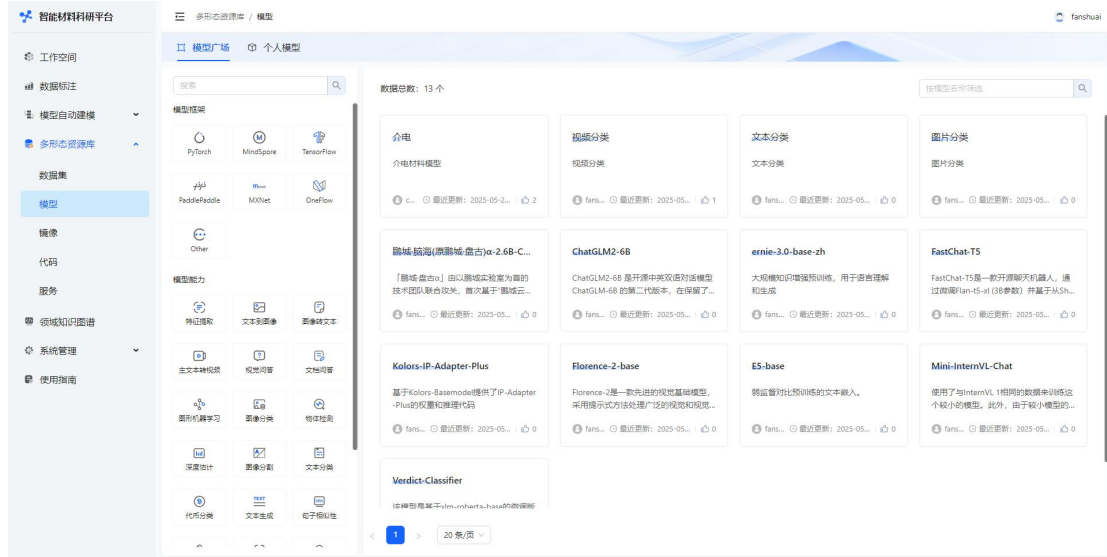 智能材料科研平台
多形态资源库 / 模型
fanshuai
工作空间
数据标注
模型自动建模
多形态资源库
数据集
模型
镜像
代码
服务
领域知识图谱
系统管理
使用指南
模型广场
个人模型
搜索
模型框架
PyTorch
MindSpore
TensorFlow
PaddlePaddle
MXNet
OneFlow
Other
模型能力
特征提取
文本到图像
图像转文本
主文本转视频
视觉问答
文档问答
图形机器学习
图像分类
物体检测
深度估计
图像分割
文本分类
代币分类
文本生成
句子相似性
数据总数: 13 个
按模型名称筛选
介电
介电材料模型
c... 最近更新: 2025-05-2... 2
视频分类
视频分类
fans... 最近更新: 2025-05... 1
文本分类
文本分类
fans... 最近更新: 2025-05... 0
图片分类
图片分类
fans... 最近更新: 2025-05... 0
鹏城·脑海(原鹏城·盘古)α-2.6B-C...
「鹏城·盘古α」由以鹏城实验室为首的
技术团队联合攻关，首次基于“鹏城云...
fans... 最近更新: 2025-05... 0
ChatGLM2-6B
ChatGLM2-6B 是开源中英双语对话模型
ChatGLM-6B 的第二代版本，在保留了...
fans... 最近更新: 2025-05... 0
ernie-3.0-base-zh
大规模知识增强预训练，用于语言理解
和生成
fans... 最近更新: 2025-05... 0
FastChat-T5
FastChat-T5是一款开源聊天机器人，通
过微调Flan-t5-xl (3B参数) 并基于从Sh...
fans... 最近更新: 2025-05... 0
Kolors-IP-Adapter-Plus
基于Kolors-Basemodel提供了IP-Adapter
-Plus的权重和推理代码
fans... 最近更新: 2025-05... 0
Florence-2-base
Florence-2是一款先进的视觉基础模型，
采用提示式方法处理广泛的视觉和视觉...
fans... 最近更新: 2025-05... 0
E5-base
弱监督对比预训练的文本嵌入。
fans... 最近更新: 2025-05... 0
Mini-InternVL-Chat
使用了与InternVL 1相同的数据来训练这
个较小的模型。此外，由于较小模型的...
fans... 最近更新: 2025-05... 0
Verdict-Classifier
该模型是基于xlm-roberta-base的微调版
1
20 条/页